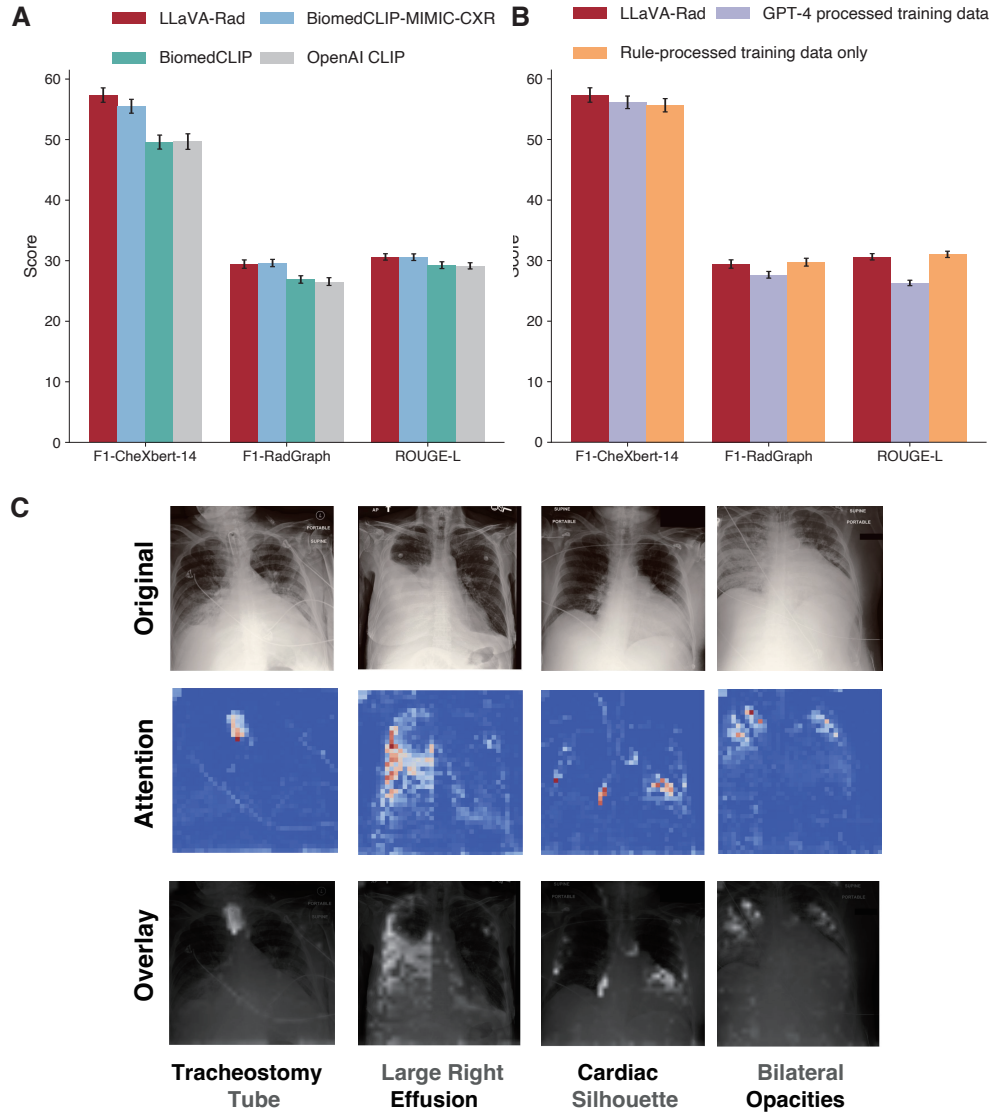 A
LLaVA-Rad
BiomedCLIP-MIMIC-CXR
BiomedCLIP
OpenAI CLIP
60
50
40
30
20
10
0
Score
F1-CheXbert-14
F1-RadGraph
ROUGE-L
B
LLaVA-Rad
GPT-4 processed training data
Rule-processed training data only
60
50
40
30
20
10
0
Score
F1-CheXbert-14
F1-RadGraph
ROUGE-L
C
Original
PORTABLE
SUPINE
AP
SUPINE
PORTABLE
SUPINE
PORTABLE
SUPINE
PORTABLE
Attention
Overlay
PORTABLE
SUPINE
SUPINE
PORTABLE
SUPINE
PORTABLE
Tracheostomy
Tube
Large Right
Effusion
Cardiac
Silhouette
Bilateral
Opacities